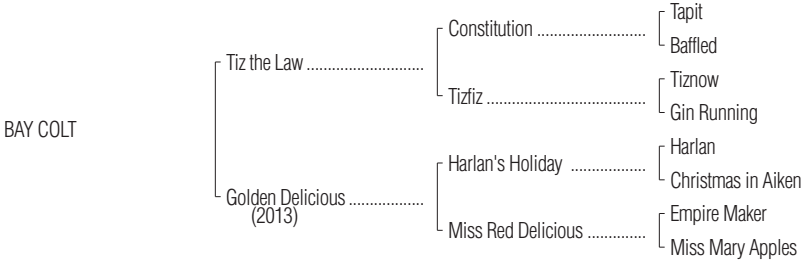 Tapit
Constitution ..........................
Baffled
Tiz the Law ............................
Tiznow
Tizfiz ......................................
Gin Running
BAY COLT
Harlan
Harlan's Holiday ..................
Christmas in Aiken
Golden Delicious ..................
(2013)
Empire Maker
Miss Red Delicious ..............
Miss Mary Apples